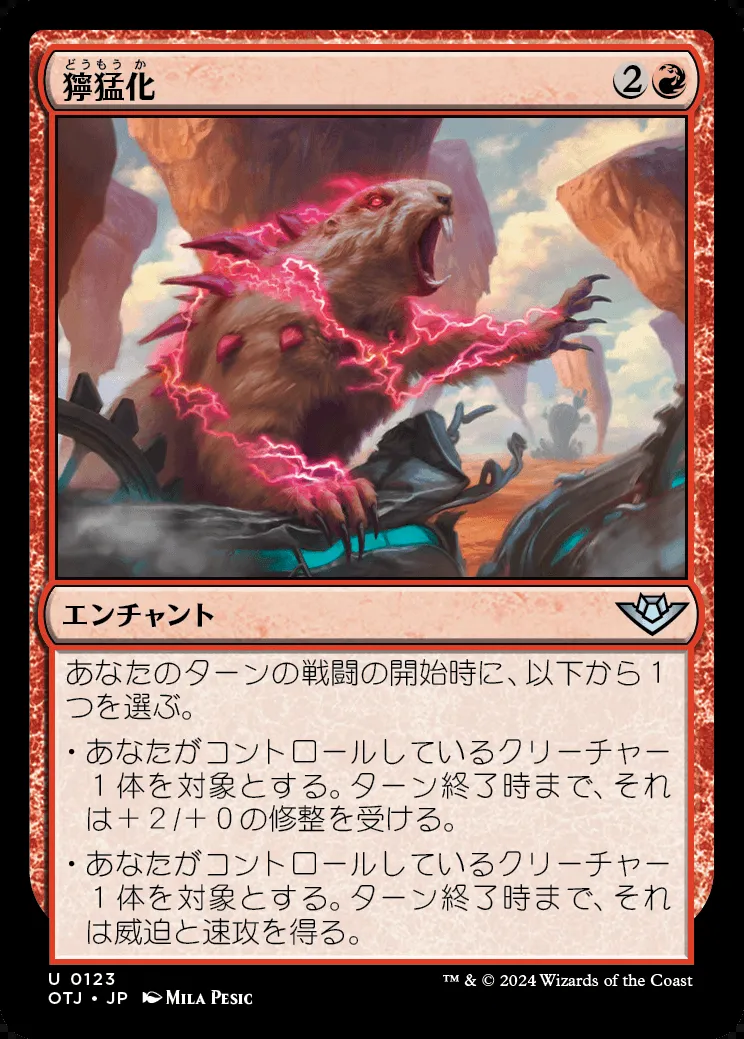 どうもうか
獰猛化
2
エンチャント
あなたのターンの戦闘の開始時に、以下から１
つを選ぶ。
・あなたがコントロールしているクリーチャー
１体を対象とする。ターン終了時まで、それ
は＋２/＋０の修整を受ける。
・あなたがコントロールしているクリーチャー
１体を対象とする。ターン終了時まで、それ
は威迫と速攻を得る。
U 0123
OTJ • JP Mila Pesic
™ & © 2024 Wizards of the Coast